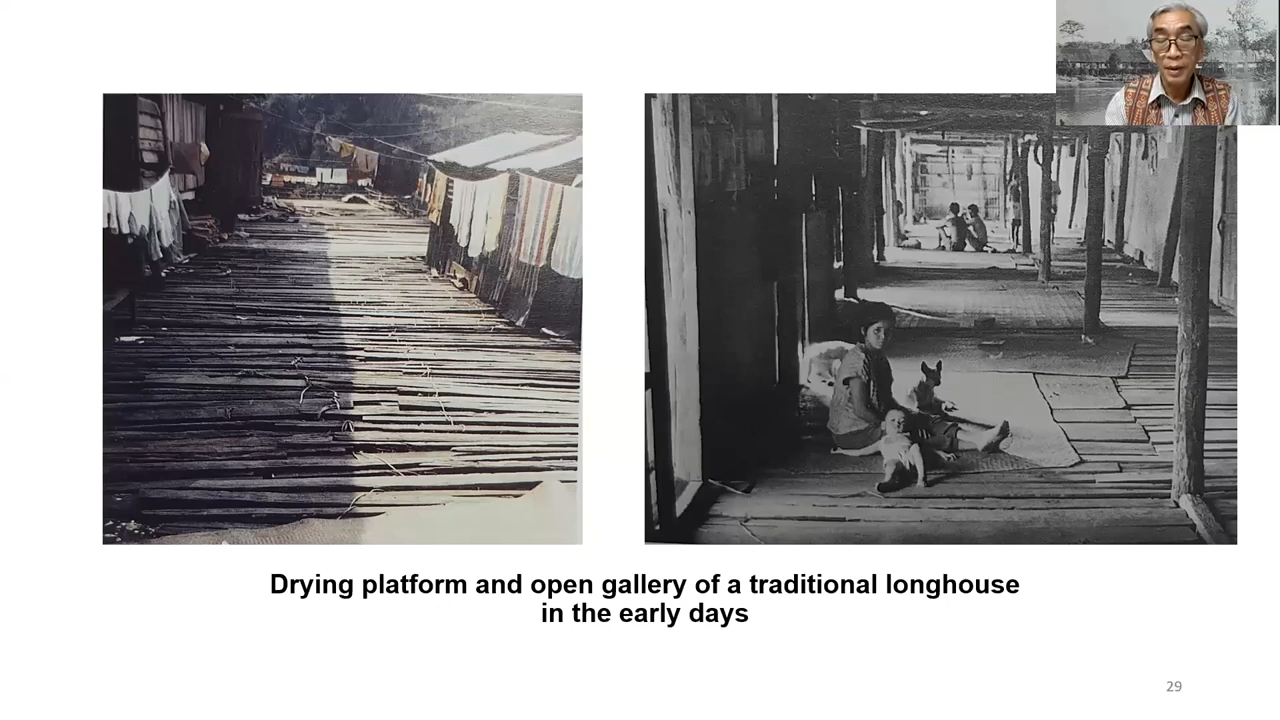 Drying platform and open gallery of a traditional longhouse
in the early days
29